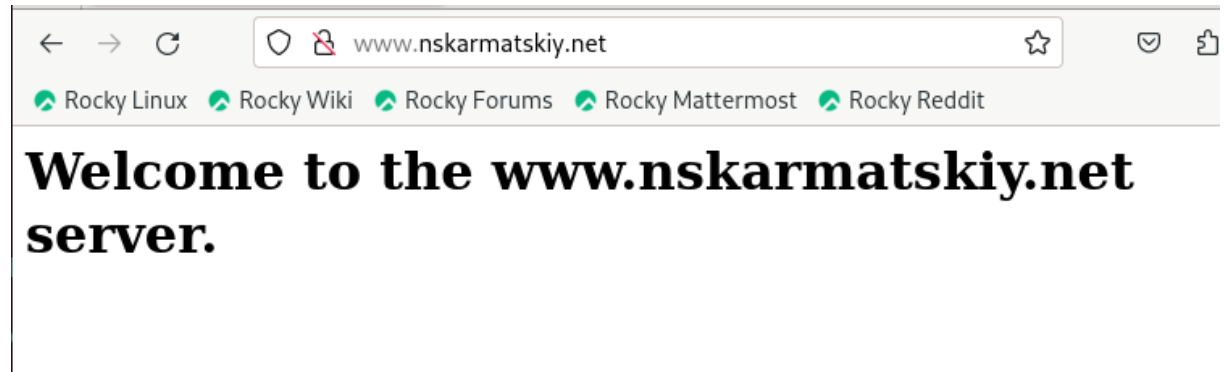 www.nskarmatskiy.net
Rocky Linux Rocky Wiki Rocky Forums Rocky Mattermost Rocky Reddit
Welcome to the www.nskarmatskiy.net
server.